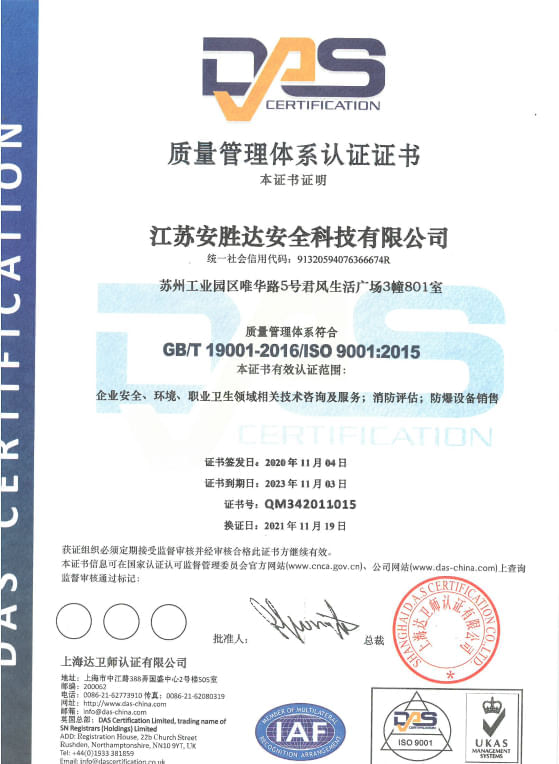 DAS
CERTIFICATION
DAS CERTIFICATION
质量管理体系认证证书
本证书证明
江苏安胜达安全科技有限公司
统一社会信用代码：91320594076366674R
苏州工业园区唯华路5号君风生活广场3幢801室
质量管理体系符合
GB/T 19001-2016/ISO 9001:2015
本证书有效认证范围：
企业安全、环境、职业卫生领域相关技术咨询及服务；消防评估；防爆设备销售
DAS
CERTIFICATION
证书签发日：2020 年 11 月 04 日
证书到期日：2023 年 11 月 03 日
证书号：QM342011015
换证日：2021 年 11 月 19 日
获证组织必须定期接受监督审核并经审核合格此证书方继续有效。
本证书信息可在国家认证认可监督管理委员会官方网站(www.cnca.gov.cn)、公司网站(www.das-china.com)上查询
监督审核通过标记：
批准人：
总裁
SHANGHAI D.A.S CERTIFICATION CO.LTD
上海达卫师认证有限公司
上海达卫师认证有限公司
地址：上海市中江路388弄国盛中心2号楼505室
邮编：200062
电话：0086-21-62773910 传真：0086-21-62080319
网址：http://www.das-china.com
邮箱：info@das-china.com
英国总部：DAS Certification Limited, trading name of
SN Registrars (Holdings) Limited
ADD: Registration House, 22b Church Street
Rushden, Northamptonshire, NN10 9YT, UK
Tel: +44(0)1933 381859
Email: info@dascertification.co.uk
MEMBER OF MULTILATERAL
IAF
RECOGNITION ARRANGEMENT
DAS
CERTIFICATION
ISO 9001
UKAS
MANAGEMENT
SYSTEMS